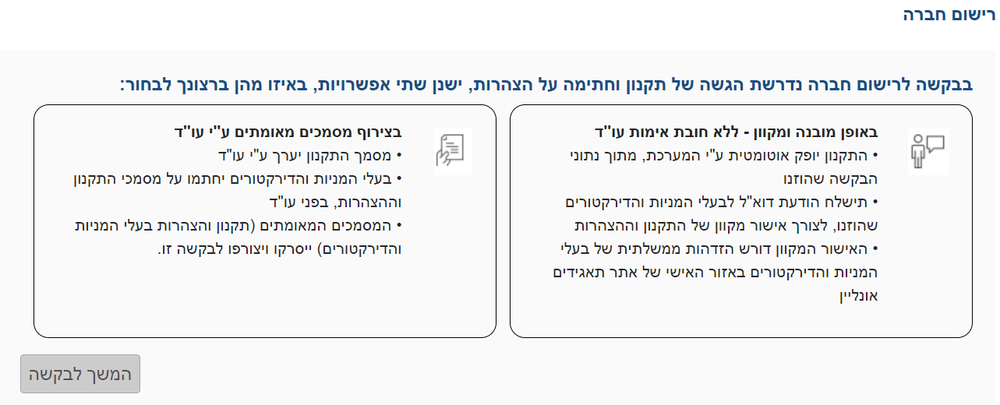 רישום חברה
בבקשה לרישום חברה נדרשת הגשה של תקנון וחתימה על הצהרות, ישנן שתי אפשרויות, באיזו מהן ברצונך לבחור:
באופן מובנה ומקוון - ללא חובת אימות עו"ד
• התקנון יופק אוטומטית ע"י המערכת, מתוך נתוני
הבקשה שהוזנו
• תישלח הודעת דוא"ל לבעלי המניות והדירקטורים
שהוזנו, לצורך אישור מקוון של התקנון וההצהרות
• האישור המקוון דורש הזדהות ממשלתית של בעלי
המניות והדירקטורים באזור האישי של אתר תאגידים
אונליין
בצירוף מסמכים מאומתים ע"י עו"ד
• מסמך התקנון יערך ע"י עו"ד
• בעלי המניות והדירקטורים יחתמו על מסמכי התקנון
וההצהרות, בפני עו"ד
• המסמכים המאומתים (תקנון והצהרות בעלי המניות
והדירקטורים) ייסרקו ויצורפו לבקשה זו.
המשך לבקשה